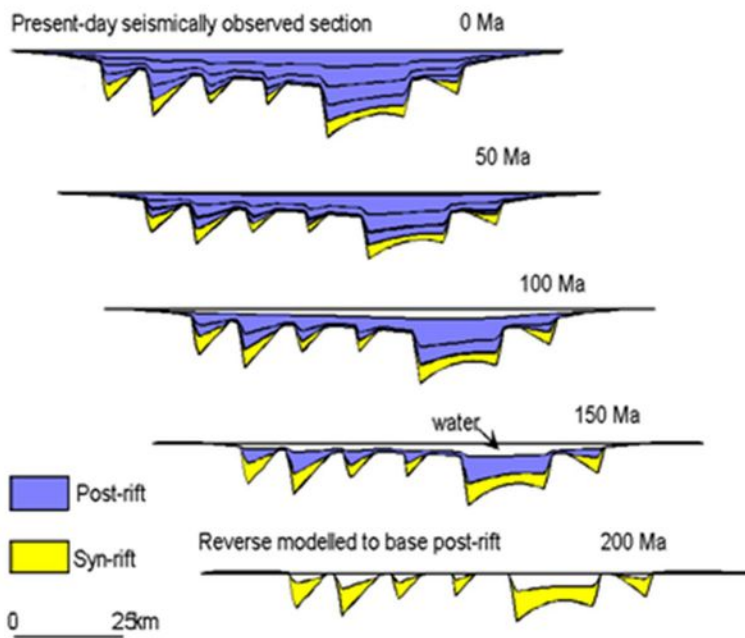 Present-day seismically observed section 0 Ma
50 Ma
100 Ma
150 Ma
water
Post-rift
Syn-rift
Reverse modelled to base post-rift 200 Ma
0 25km